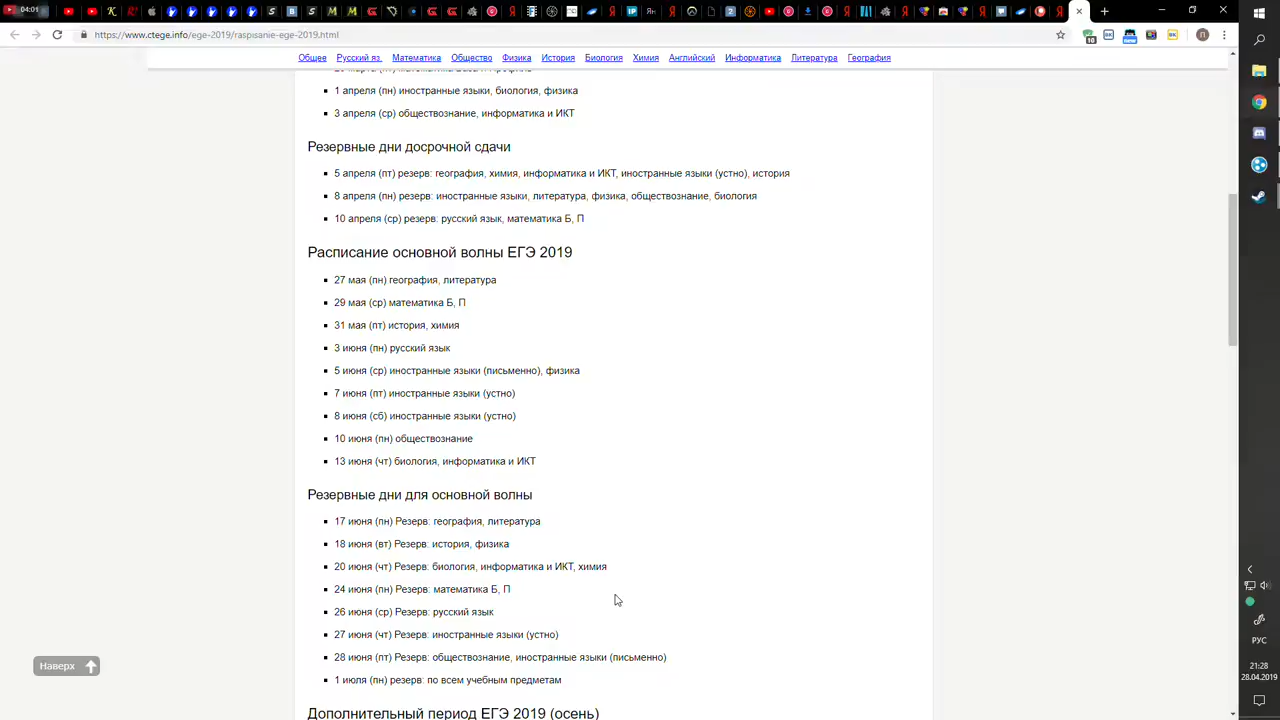 04:01
https://www.ctege.info/ege-2019/raspisanie-ege-2019.html
Общее Русский яз. Математика Общество Физика История Биология Химия Английский Информатика Литература География
1 апреля (пн) иностранные языки, биология, физика
3 апреля (ср) обществознание, информатика и ИКТ
Резервные дни досрочной сдачи
5 апреля (пт) резерв: география, химия, информатика и ИКТ, иностранные языки (устно), история
8 апреля (пн) резерв: иностранные языки, литература, физика, обществознание, биология
10 апреля (ср) резерв: русский язык, математика Б, П
Расписание основной волны ЕГЭ 2019
27 мая (пн) география, литература
29 мая (ср) математика Б, П
31 мая (пт) история, химия
3 июня (пн) русский язык
5 июня (ср) иностранные языки (письменно), физика
7 июня (пт) иностранные языки (устно)
8 июня (сб) иностранные языки (устно)
10 июня (пн) обществознание
13 июня (чт) биология, информатика и ИКТ
Резервные дни для основной волны
17 июня (пн) Резерв: география, литература
18 июня (вт) Резерв: история, физика
20 июня (чт) Резерв: биология, информатика и ИКТ, химия
24 июня (пн) Резерв: математика Б, П
26 июня (ср) Резерв: русский язык
27 июня (чт) Резерв: иностранные языки (устно)
28 июня (пт) Резерв: обществознание, иностранные языки (письменно)
1 июля (пн) резерв: по всем учебным предметам
Дополнительный период ЕГЭ 2019 (осень)
Наверх
РУС
21:28
28.04.2019